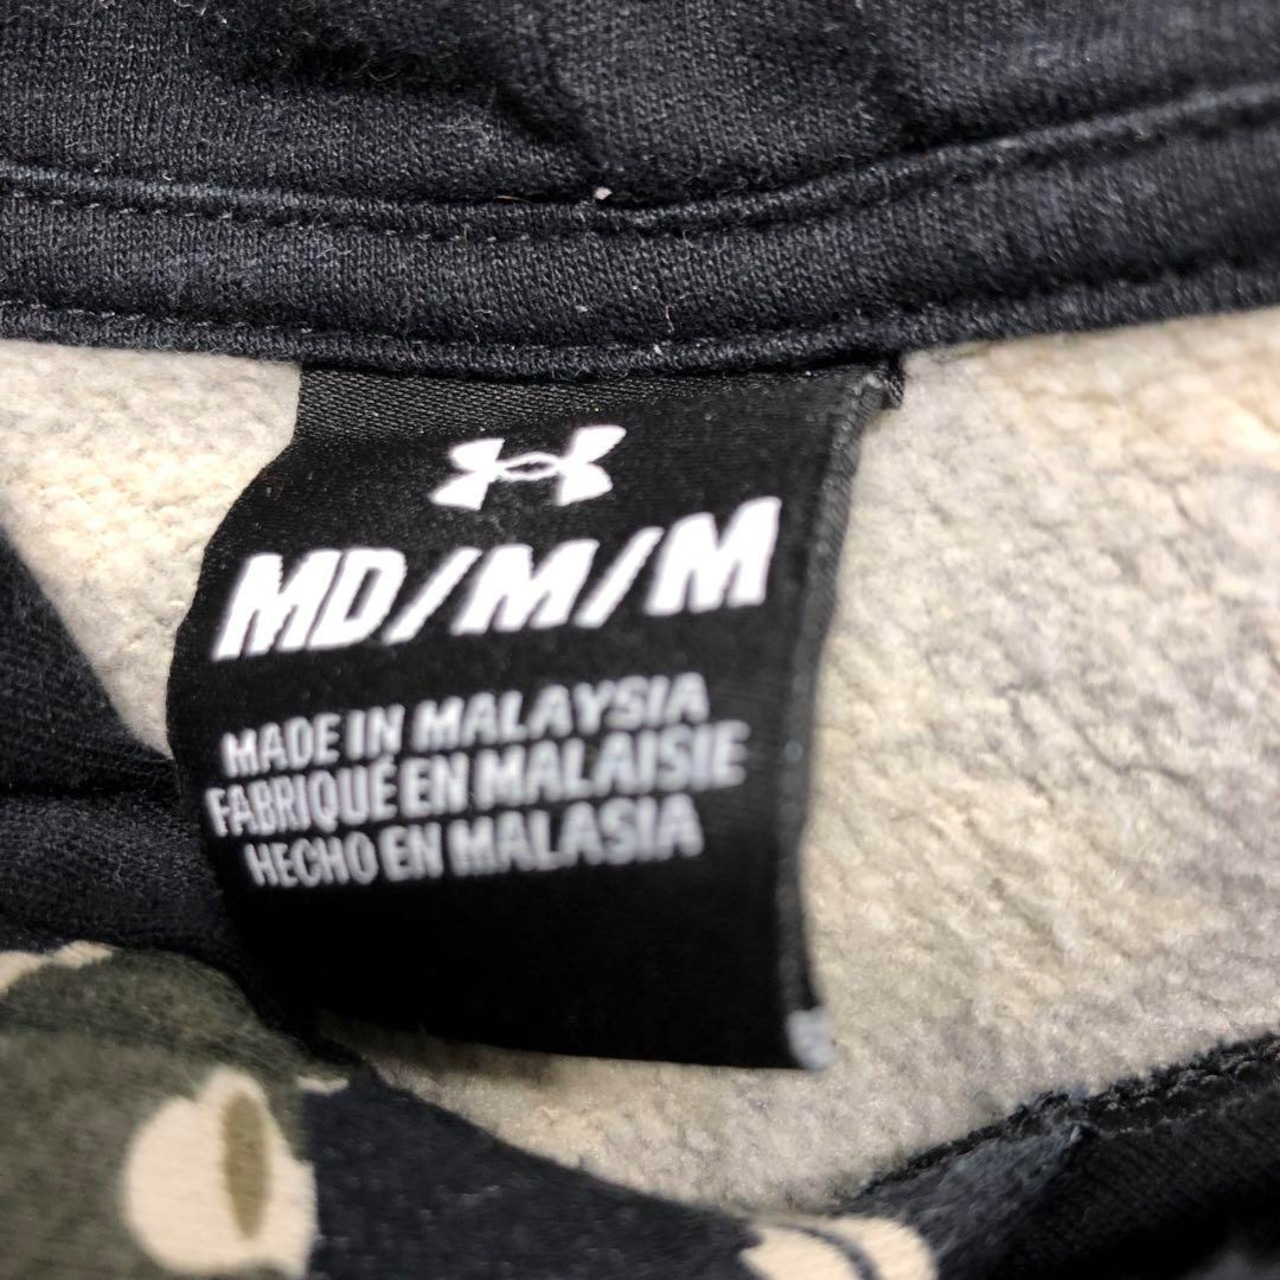 MD/M/M
MADE IN MALAYSIA
FABRIQUÉ EN MALAISIE
HECHO EN MALASIA